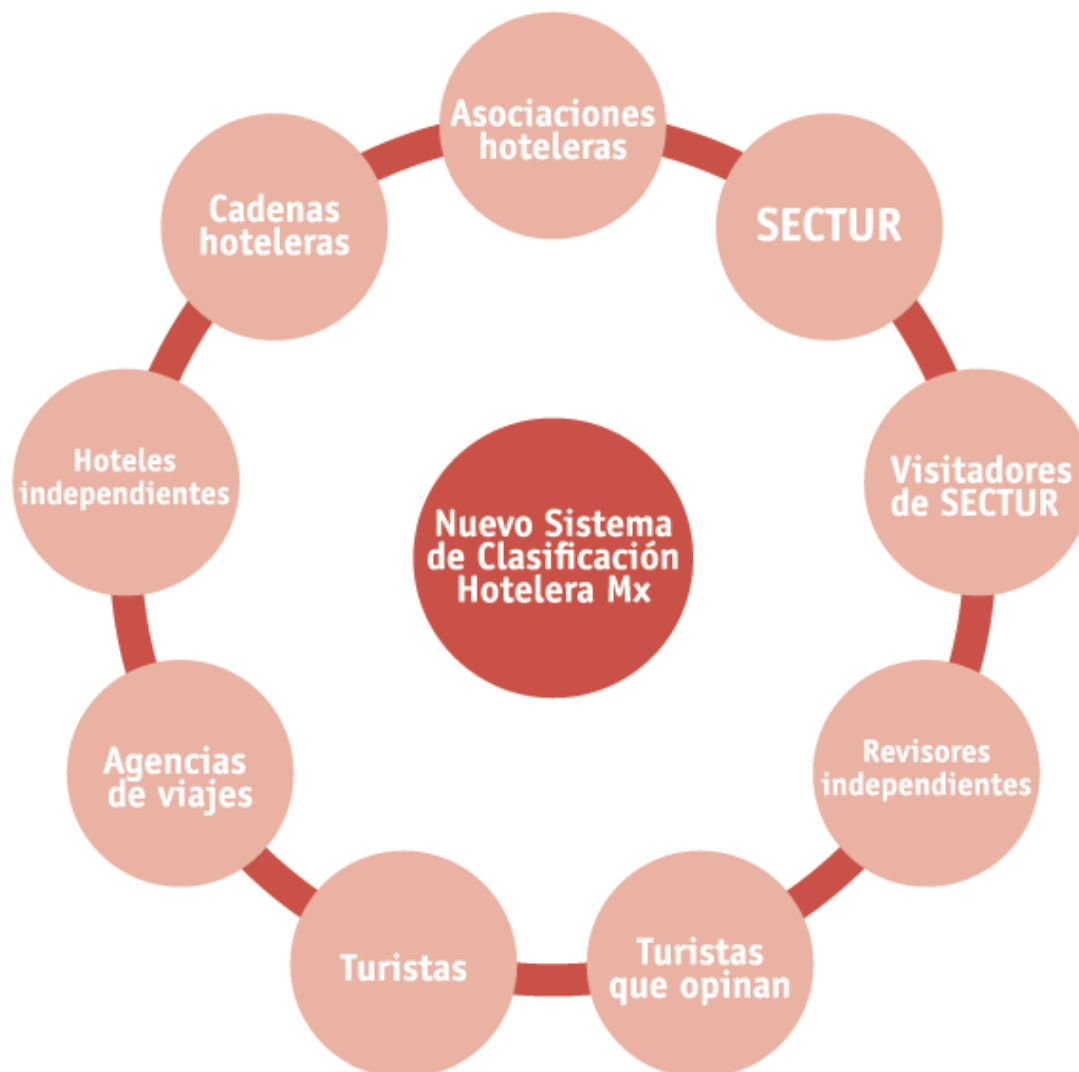 Asociaciones
hoteleras
SECTUR
Visitadores
de SECTUR
Revisores
independientes
Turistas
que opinan
Turistas
Agencias
de viajes
Hoteles
independientes
Cadenas
hoteleras
Nuevo Sistema
de Clasificación
Hotelera Mx